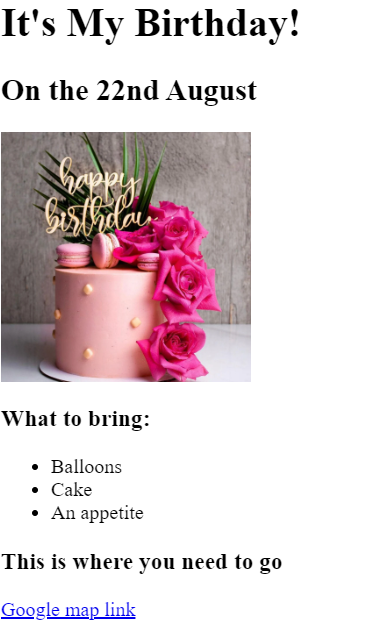 It's My Birthday!
On the 22nd August
happy
birthday
What to bring:
Balloons
Cake
An appetite
This is where you need to go
Google map link